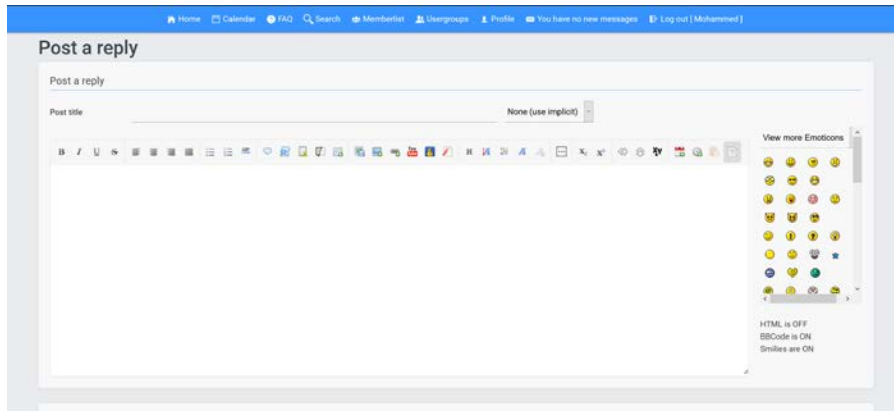 Home Calendar FAQ Search Memberlist Usergroups Profile You have no new messages Log out [ Mohammed ]
Post a reply
Post a reply
Post title
None (use implicit)
View more Emoticons
B I U S
HTML is OFF
BBCode is ON
Smilies are ON